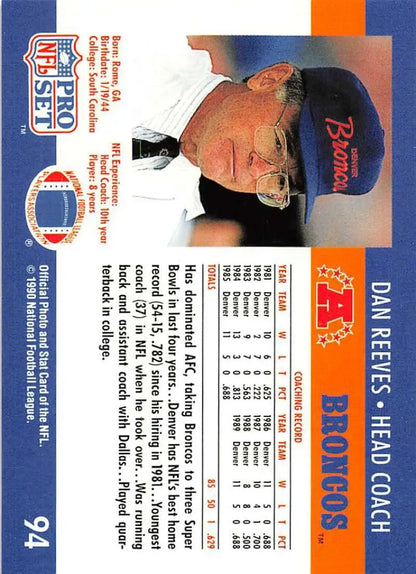 DAN REEVES • HEAD COACH
A
BRONCOS™
DENVER
Broncos
COACHING RECORD
YEAR TEAM W L T PCT YEAR TEAM W L T PCT
1981 Denver 10 6 0 .625 1986 Denver 11 5 0 .688
1982 Denver 2 7 0 .222 1987 Denver 10 4 1 .700
1983 Denver 9 7 0 .563 1988 Denver 8 8 0 .500
1984 Denver 13 3 0 .813 1989 Denver 11 5 0 .688
1985 Denver 11 5 0 .688
TOTALS 85 50 1 .629
Has dominated AFC, taking Broncos to three Super
Bowls in last four years...Denver has NFL's best home
record (54-15, .782) since his hiring in 1981...Youngest
coach (37) in NFL when he took over...Was running
back and assistant coach with Dallas...Played quar-
terback in college.
PRO
NFL
SET
™
Born: Rome, GA
Birthdate: 1/19/44
College: South Carolina
NFL Experience:
Head Coach: 10th year
Player: 8 years
NATIONAL FOOTBALL LEAGUE
PLAYERS ASSOCIATION
®
Official Photo and Stat Card of the NFL.
© 1990 National Football League.
94